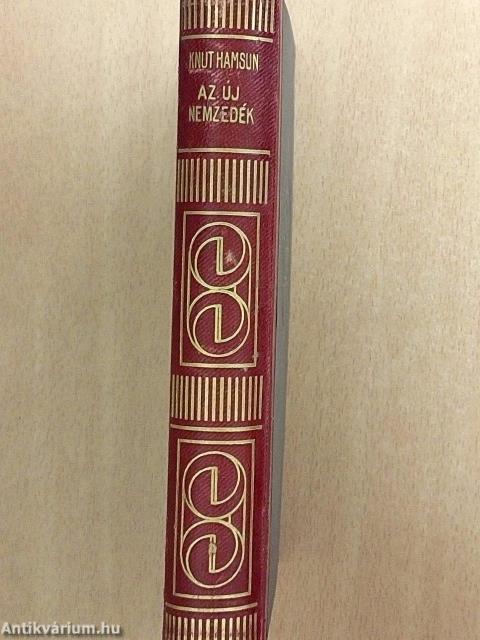 KNUT HAMSUN
AZ ÚJ
NEMZEDÉK
Antikvárium.hu